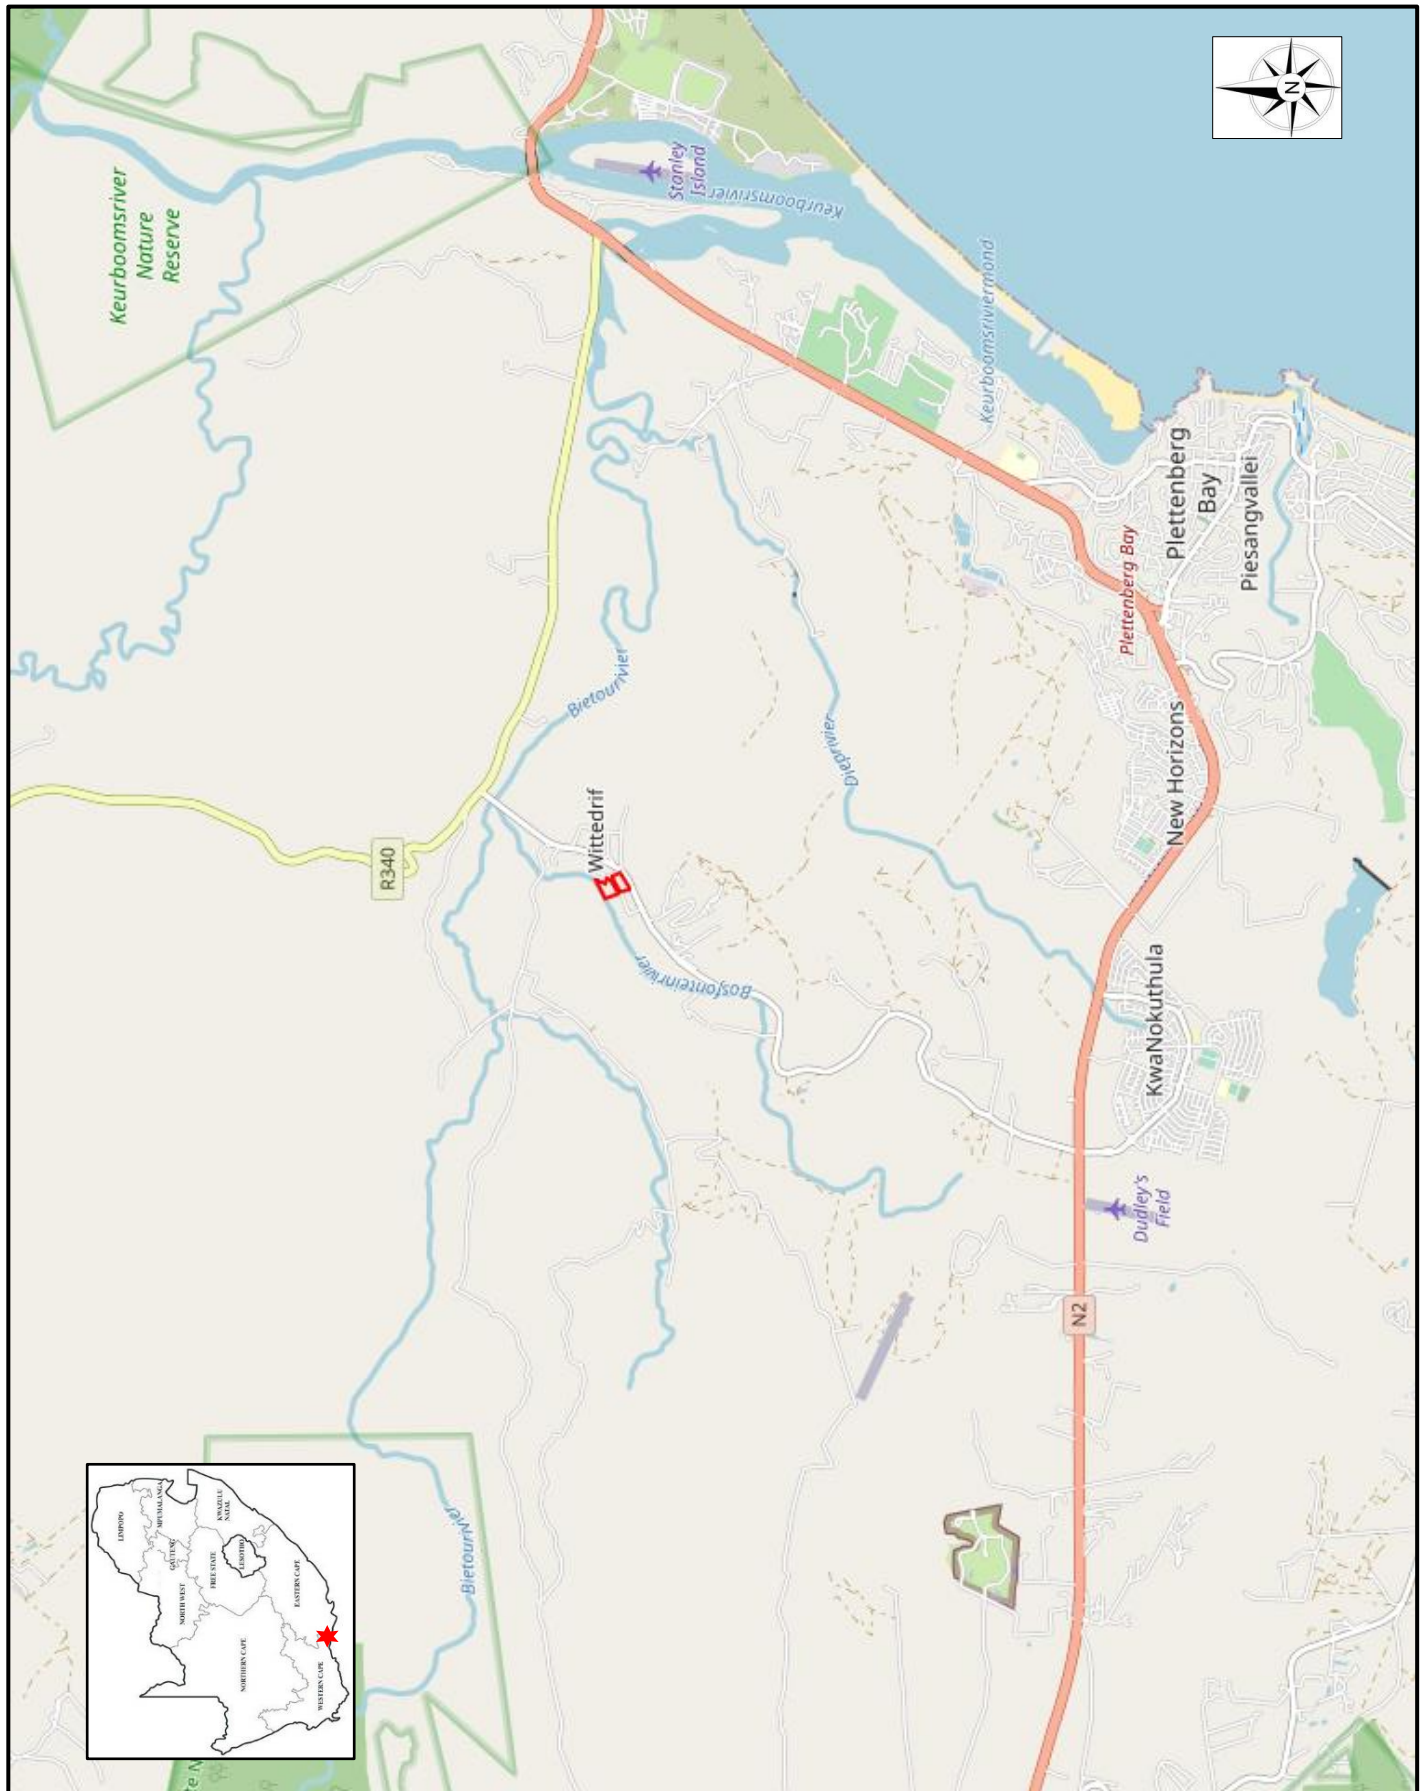 N
Keurboomsriver
Nature
Reserve
Stanley
Island
Keurboomsrivier
Keurboomsriviermond
Plettenberg
Bay
Piesangvallei
Plettenberg Bay
New Horizons
Bietourivier
Dieprivier
R340
Wittedrif
Bosfonteinrivier
KwaNokuthula
Dudley's
Field
N2
Bietourivier
te N
LIMPOPO
MPUMALANGA
GAUTENG
NORTH WEST
KWAZULU
NATAL
FREE STATE
LESOTHO
NORTHERN CAPE
EASTERN CAPE
WESTERN CAPE